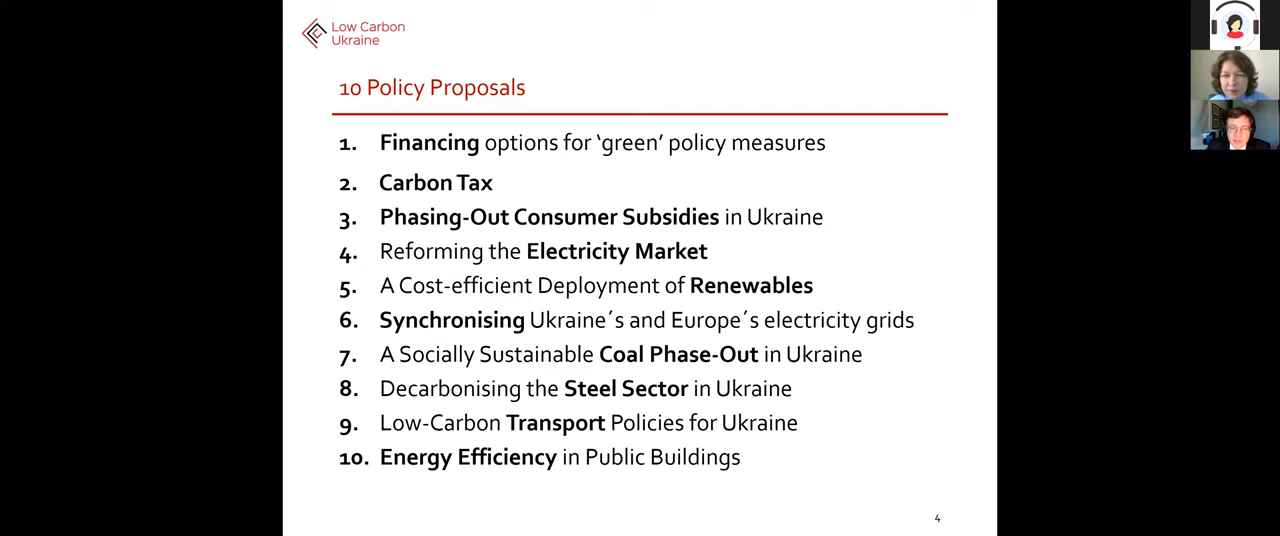 Low Carbon
Ukraine
10 Policy Proposals
1. Financing options for ‘green’ policy measures
2. Carbon Tax
3. Phasing-Out Consumer Subsidies in Ukraine
4. Reforming the Electricity Market
5. A Cost-efficient Deployment of Renewables
6. Synchronising Ukraine´s and Europe´s electricity grids
7. A Socially Sustainable Coal Phase-Out in Ukraine
8. Decarbonising the Steel Sector in Ukraine
9. Low-Carbon Transport Policies for Ukraine
10. Energy Efficiency in Public Buildings
4